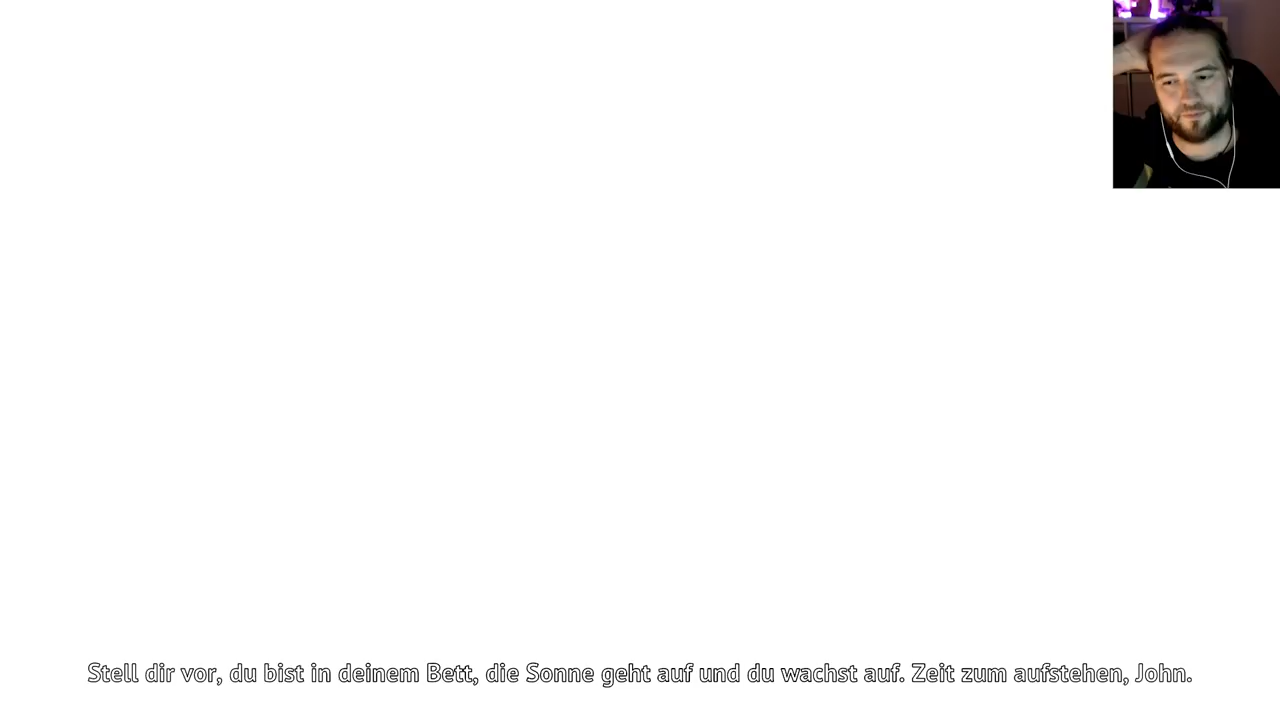 Stell dir vor, du bist in deinem Bett, die Sonne geht auf und du wachst auf. Zeit zum aufstehen, John.